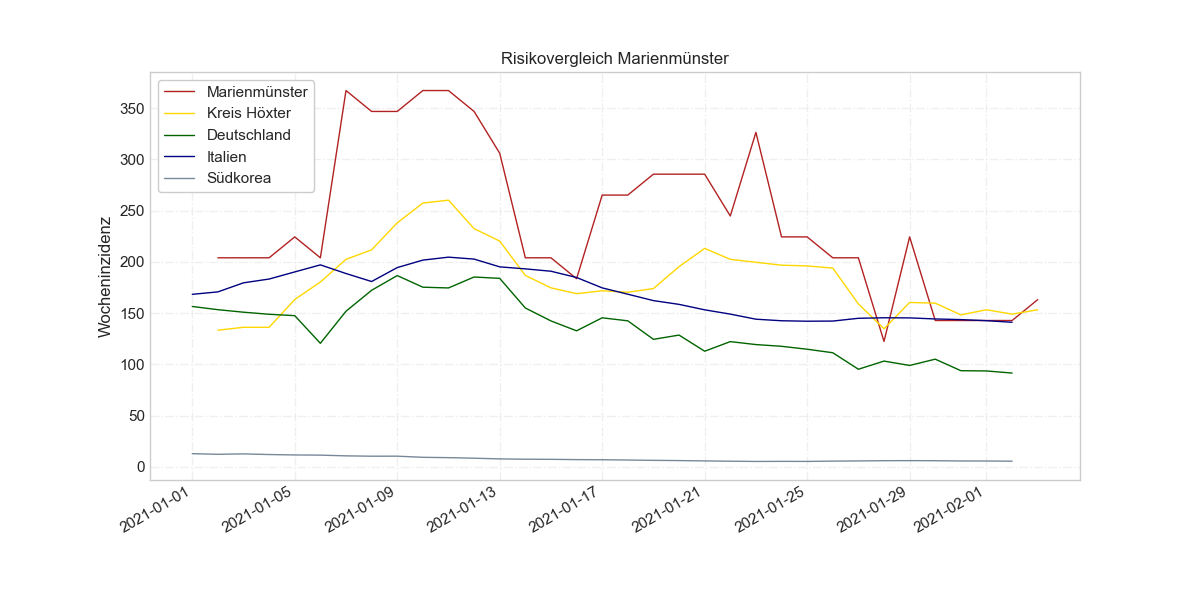 Risikovergleich Marienmünster
Marienmünster
Kreis Höxter
Deutschland
Italien
Südkorea
Wocheninzidenz
350
300
250
200
150
100
50
0
2021-01-01
2021-01-05
2021-01-09
2021-01-13
2021-01-17
2021-01-21
2021-01-25
2021-01-29
2021-02-01